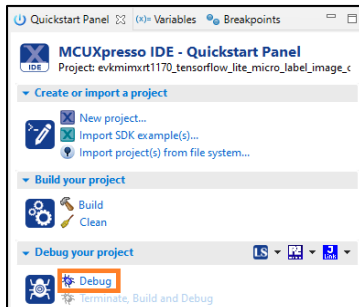 Quickstart Panel (x)= Variables Breakpoints
IDE
MCUXpresso IDE - Quickstart Panel
Project: evkmimxrt1170_tensorflow_lite_micro_label_image_c
Create or import a project
New project...
Import SDK example(s)...
Import project(s) from file system...
Build your project
Build
Clean
Debug your project
LS
Link
Debug
Terminate, Build and Debug